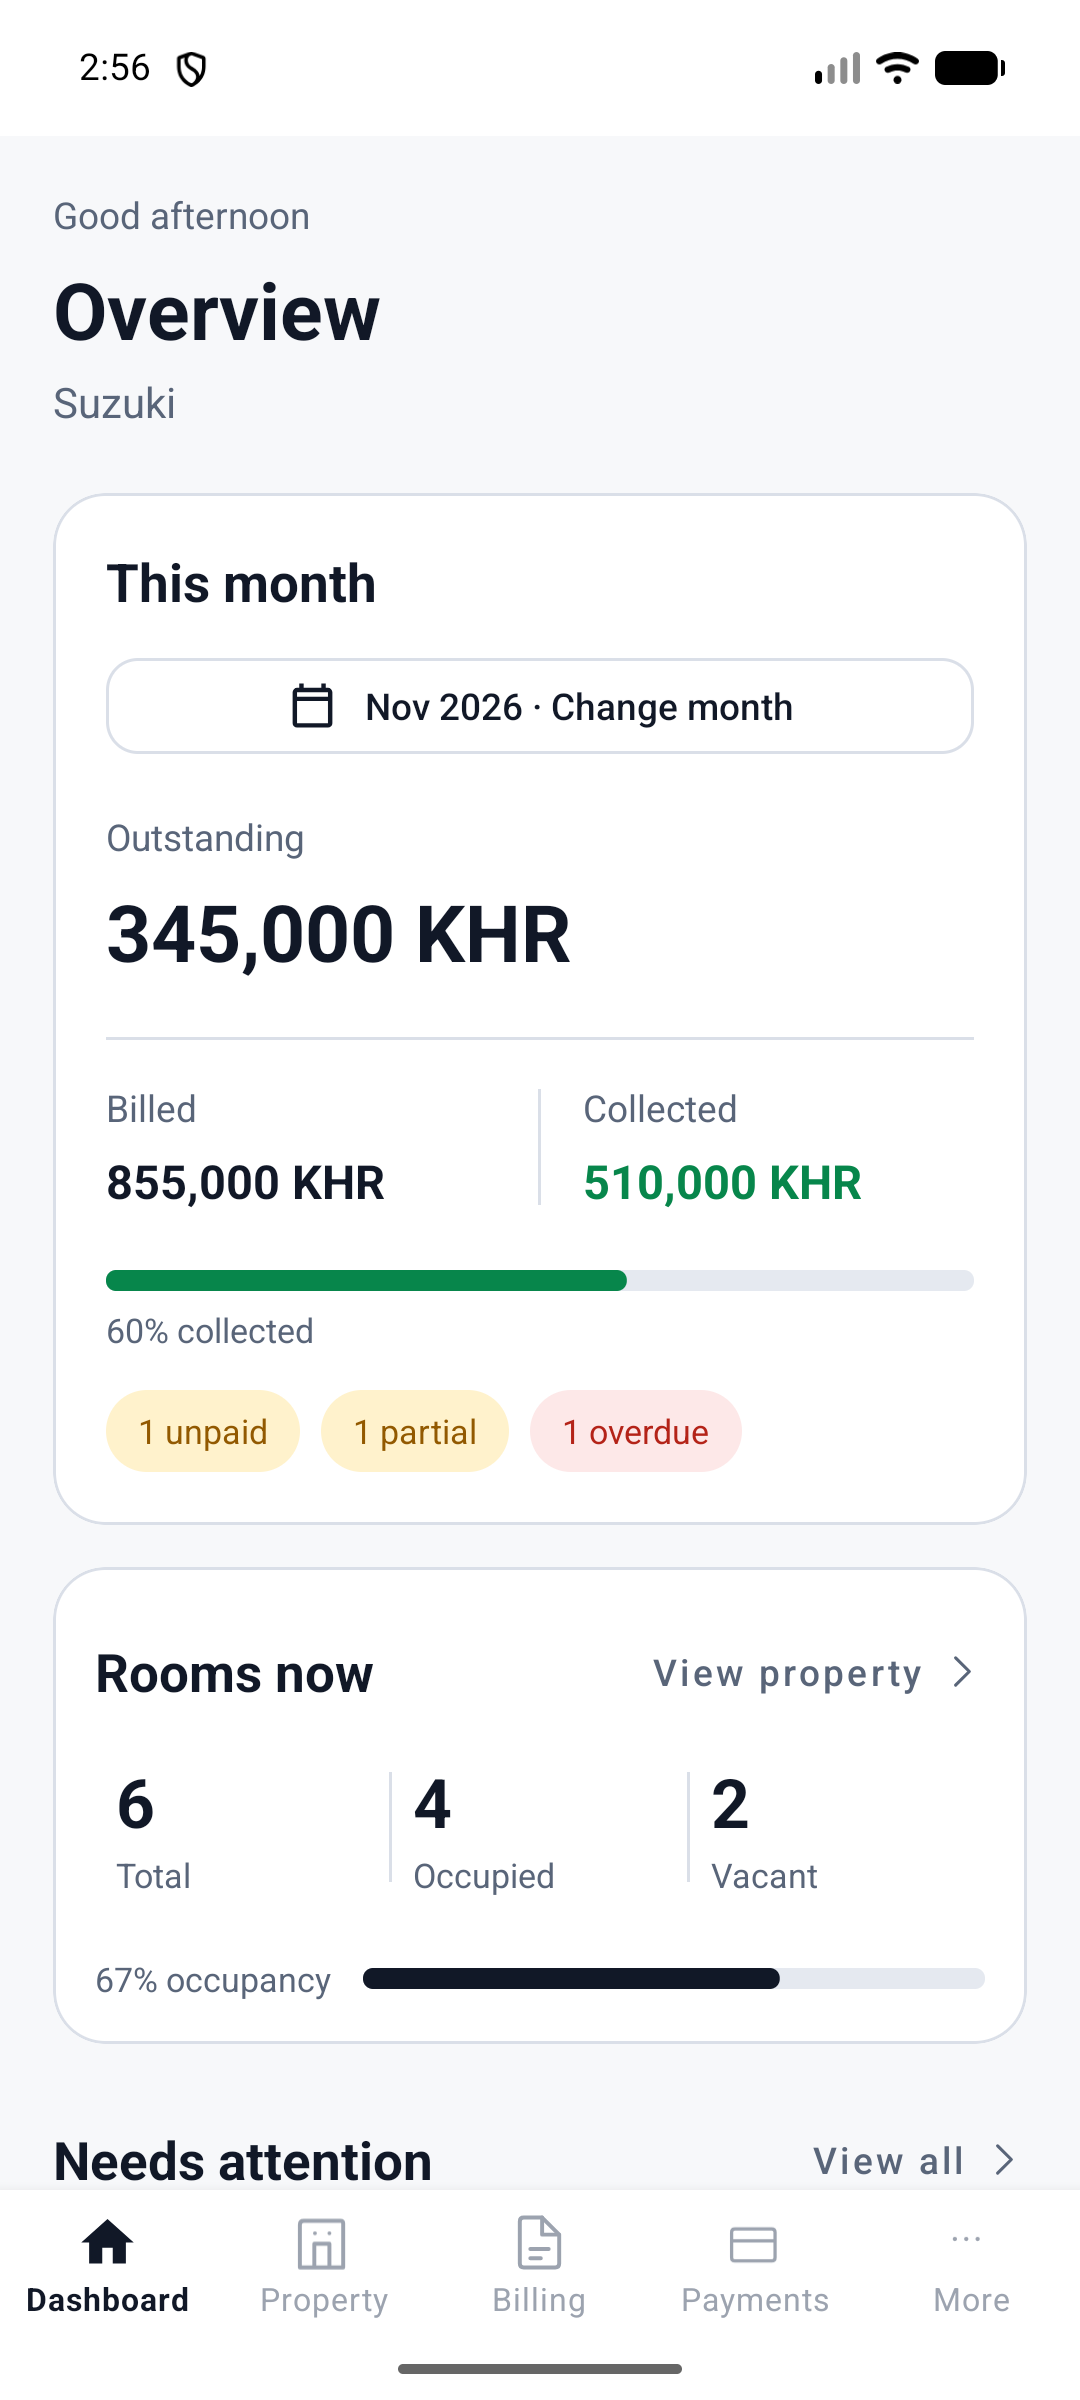 2:56
Good afternoon
Overview
Suzuki
This month
Nov 2026 · Change month
Outstanding
345,000 KHR
Billed
Collected
855,000 KHR
510,000 KHR
60% collected
1 unpaid
1 partial
1 overdue
Rooms now
View property
6
4
2
Total
Occupied
Vacant
67% occupancy
Needs attention
View all
Dashboard
Property
Billing
Payments
More